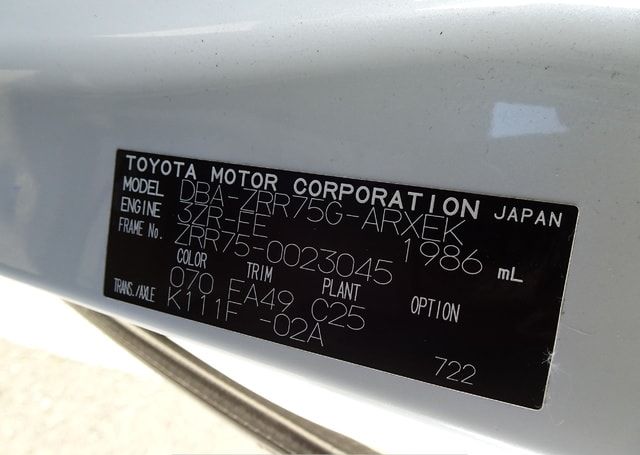 TOYOTA MOTOR CORPORATION JAPAN
MODEL DBA-ZRR75G-ARXEK
ENGINE 3ZR-FE 1986 mL
FRAME No. ZRR75-0023045
COLOR TRIM PLANT OPTION
070 EA49 C25
TRANS./AXLE K111F -02A
722